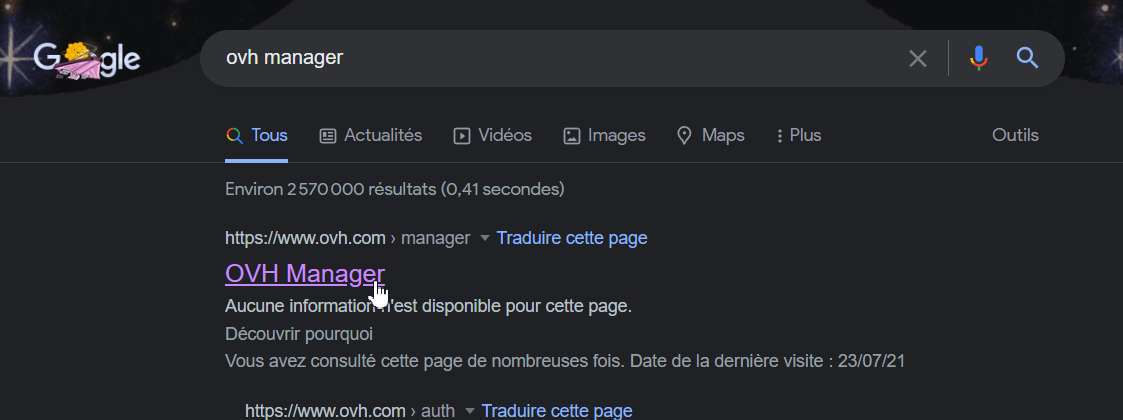 Google
ovh manager
Tous Actualités Vidéos Images Maps Plus Outils
Environ 2 570 000 résultats (0,41 secondes)
https://www.ovh.com › manager Traduire cette page
OVH Manager
Aucune information n'est disponible pour cette page.
Découvrir pourquoi
Vous avez consulté cette page de nombreuses fois. Date de la dernière visite : 23/07/21
https://www.ovh.com › auth Traduire cette page